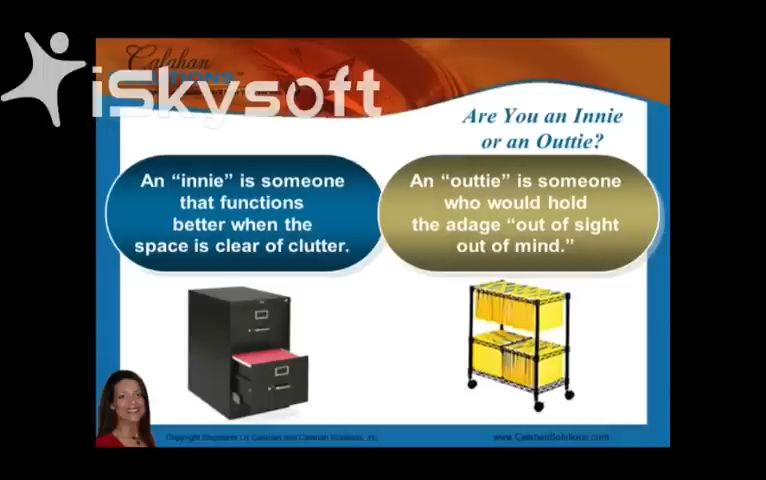 Calahan
iSkysoft
Are You an Innie
or an Outtie?
An “innie” is someone
that functions
better when the
space is clear of clutter.
An “outtie” is someone
who would hold
the adage “out of sight
out of mind.”
www.CalahanSolutions.com